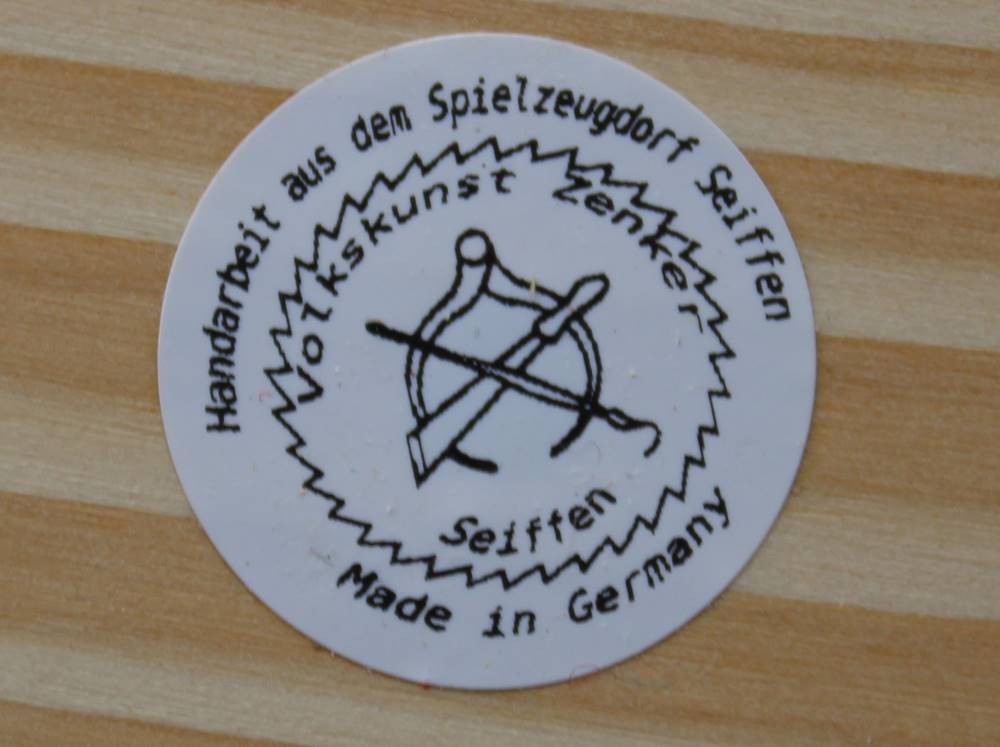 Handarbeit aus dem Spielzeugdorf Seiffen
Volkskunst Zenker
Seiffen
Made in Germany